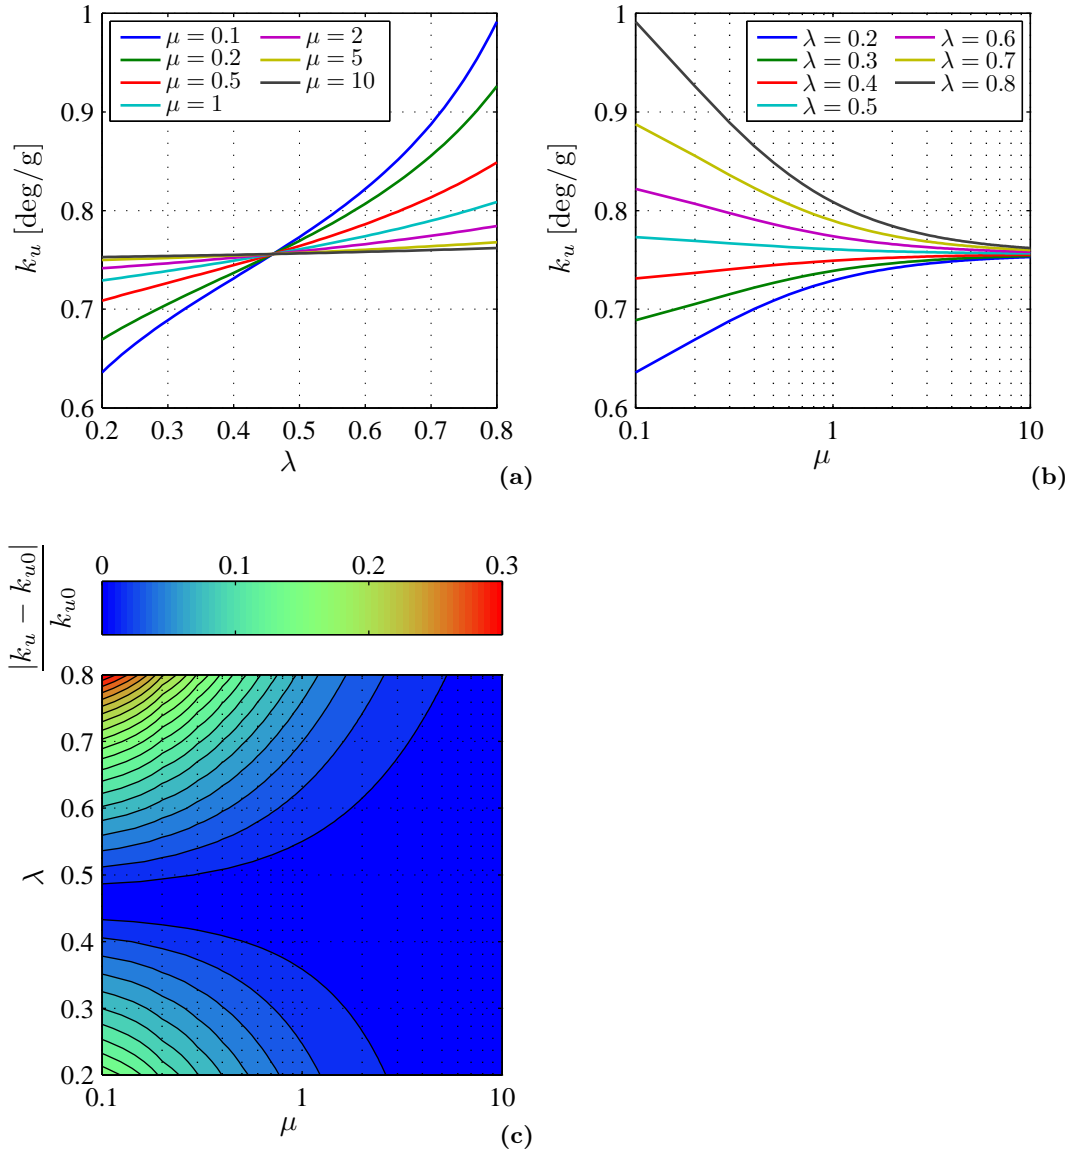 1
0.9
0.8
0.7
0.6
k_u [deg/g]
μ = 0.1
μ = 0.2
μ = 0.5
μ = 1
μ = 2
μ = 5
μ = 10
0.2 0.3 0.4 0.5 0.6 0.7 0.8
λ
(a)
1
0.9
0.8
0.7
0.6
k_u [deg/g]
λ = 0.2
λ = 0.3
λ = 0.4
λ = 0.5
λ = 0.6
λ = 0.7
λ = 0.8
0.1 1 10
μ
(b)
|k_u − k_{u0}|
k_{u0}
0 0.1 0.2 0.3
0.8
0.7
0.6
0.5
0.4
0.3
0.2
λ
0.1 1 10
μ
(c)